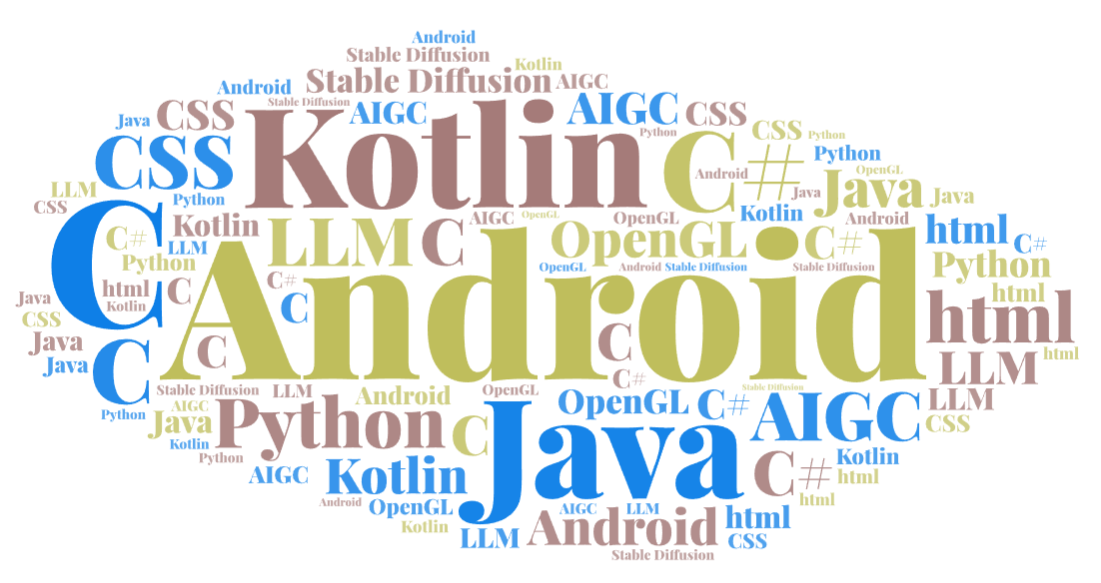 Android
Stable Diffusion
Kotlin
Stable Diffusion AIGC
Android
Stable Diffusion
AIGC
AIGC
CSS
CSS
Java
Kotlin
Python
CSS Python
C#
CSS
Python
OpenGL
Android
LLM
Java
Java
Java
Python
CSS
Kotlin
C
AIGC
OpenGL
OpenGL
Android
Kotlin
LLM
C
OpenGL
C#
html
C#
C#
LLM
Python
Python
OpenGL
Android Stable Diffusion
Stable Diffusion
Android
C#
html
C
html
Java
Kotlin
C
html
CSS
Java
C
C
LLM
html
Java
C
C#
Stable Diffusion
LLM
Android
OpenGL
Stable Diffusion
OpenGL
C#
AIGC
LLM
AIGC
Python
Python
Java
C
Java
CSS
Kotlin
Python
Kotlin
C#
Kotlin
AIGC
html
Android
OpenGL
html
AIGC
LLM
Kotlin
Android
html
LLM
CSS
Stable Diffusion